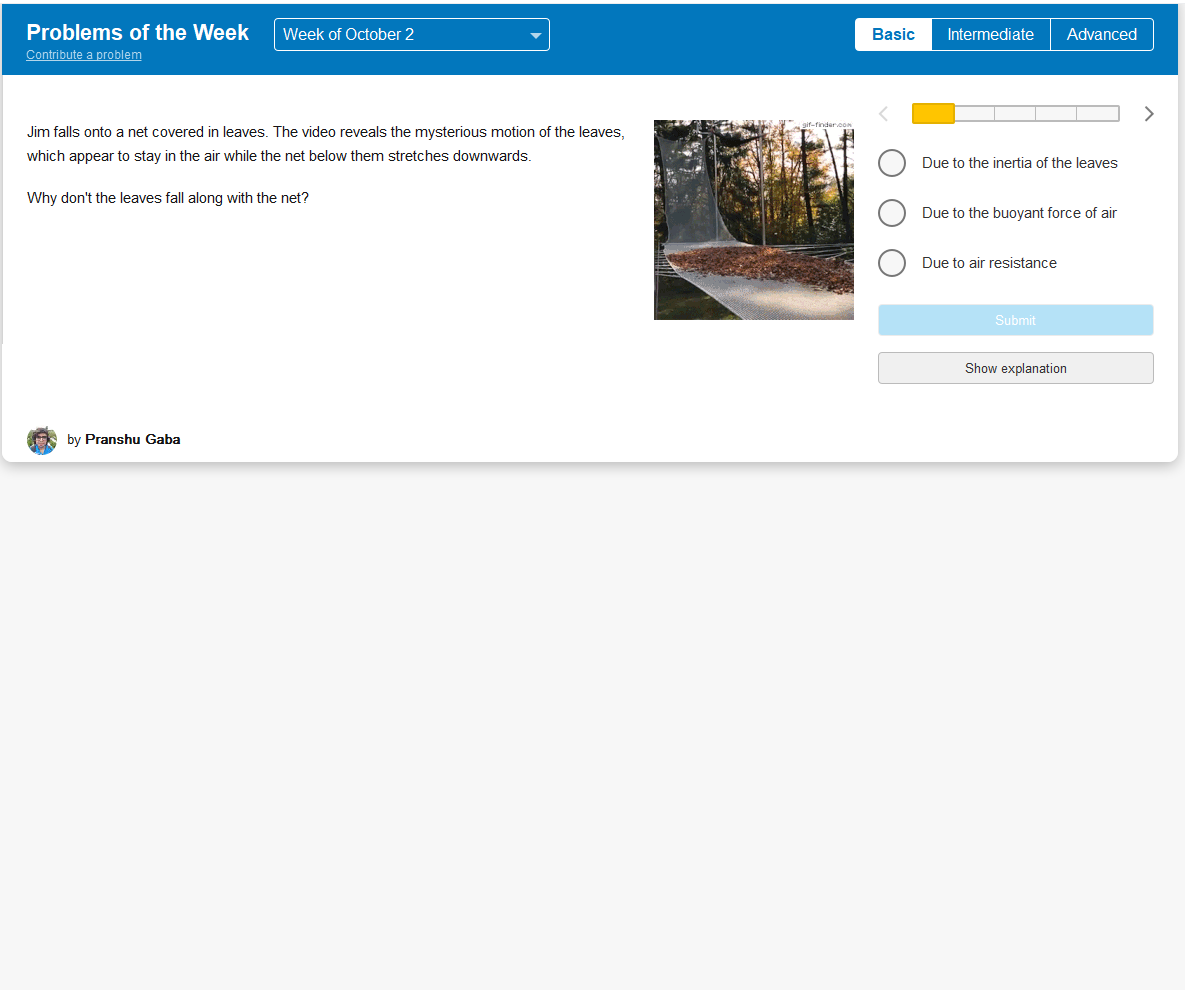 Problems of the Week
Contribute a problem
Week of October 2
Basic
Intermediate
Advanced
Jim falls onto a net covered in leaves. The video reveals the mysterious motion of the leaves,
which appear to stay in the air while the net below them stretches downwards.
Why don't the leaves fall along with the net?
gif-finder.com
Due to the inertia of the leaves
Due to the buoyant force of air
Due to air resistance
Submit
Show explanation
by Pranshu Gaba